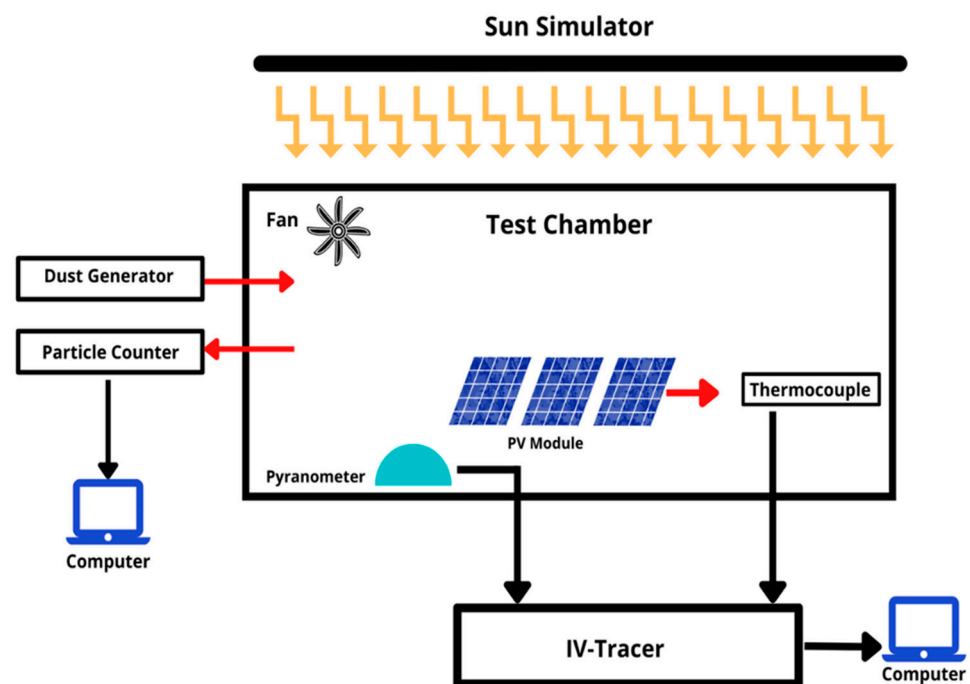 Sun Simulator
Fan
Test Chamber
Dust Generator
Particle Counter
Thermocouple
PV Module
Pyranometer
Computer
IV-Tracer
Computer